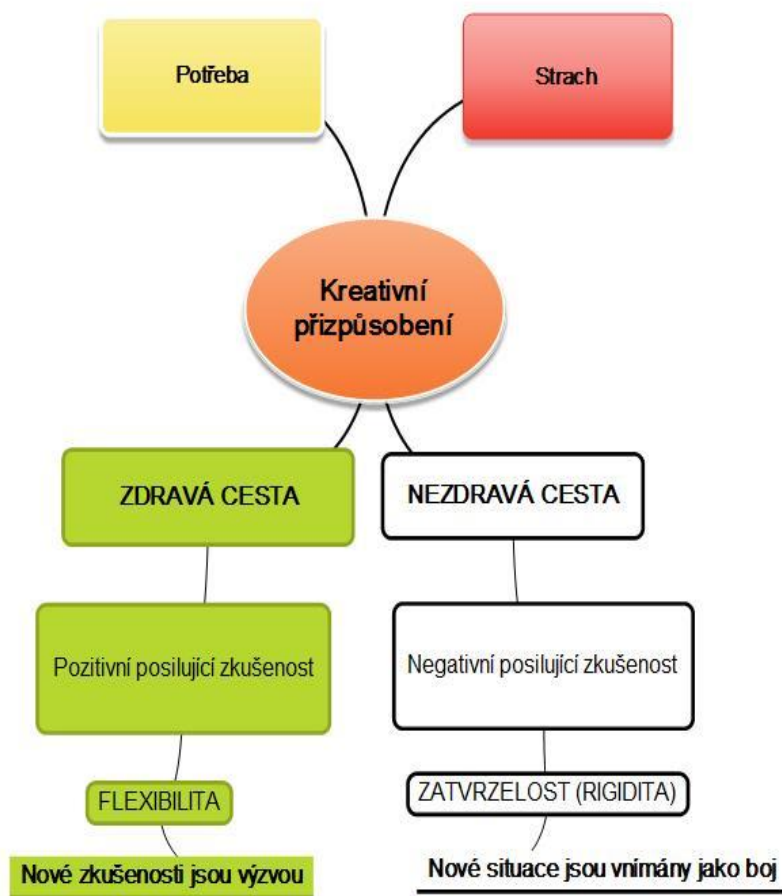 Potřeba
Strach
Kreativní
přizpůsobení
ZDRAVÁ CESTA
NEZDRAVÁ CESTA
Pozitivní posilující zkušenost
Negativní posilující zkušenost
FLEXIBILITA
ZATVRZELOST (RIGIDITA)
Nové zkušenosti jsou výzvou
Nové situace jsou vnímány jako boj